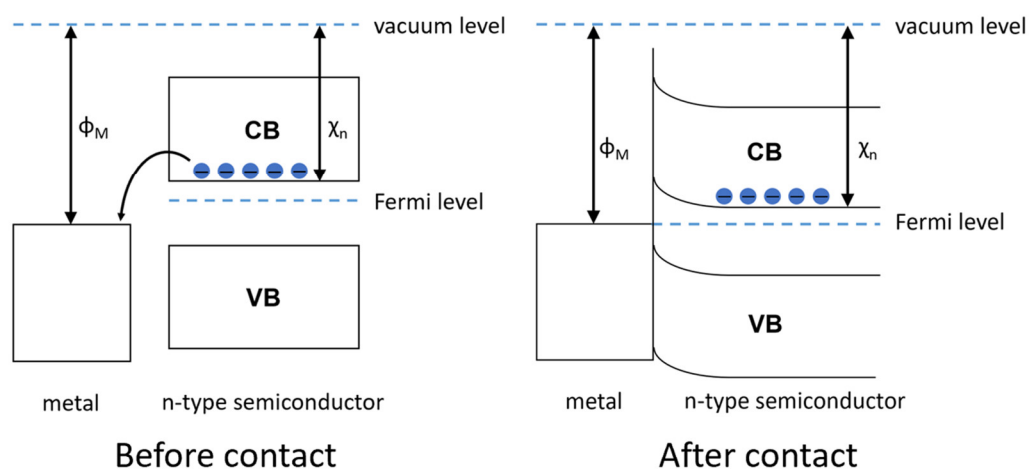 vacuum level
ϕM
CB
χn
Fermi level
VB
metal
n-type semiconductor
Before contact
vacuum level
ϕM
CB
χn
Fermi level
VB
metal
n-type semiconductor
After contact